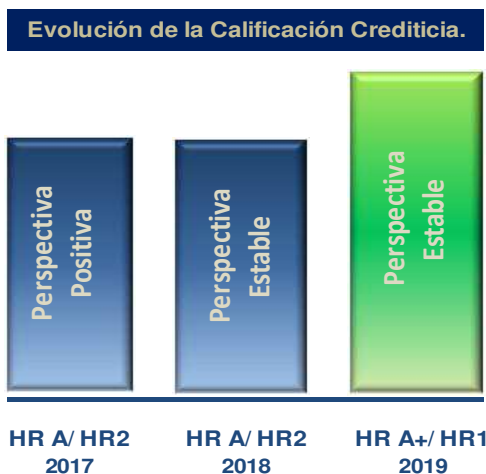 Evolución de la Calificación Crediticia.
Perspectiva
Positiva
Perspectiva
Estable
Perspectiva
Estable
HR A/ HR2
2017
HR A/ HR2
2018
HR A+/ HR1
2019